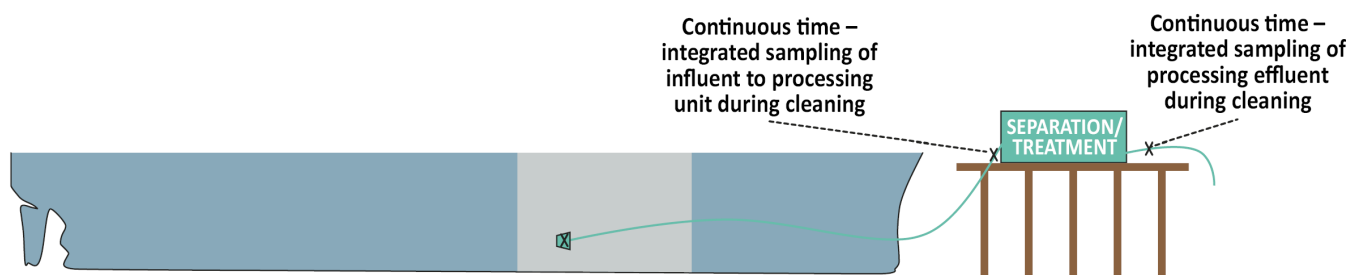 Continuous time –
integrated sampling of
influent to processing
unit during cleaning
Continuous time –
integrated sampling of
processing effluent
during cleaning
SEPARATION/
TREATMENT
X
X
X